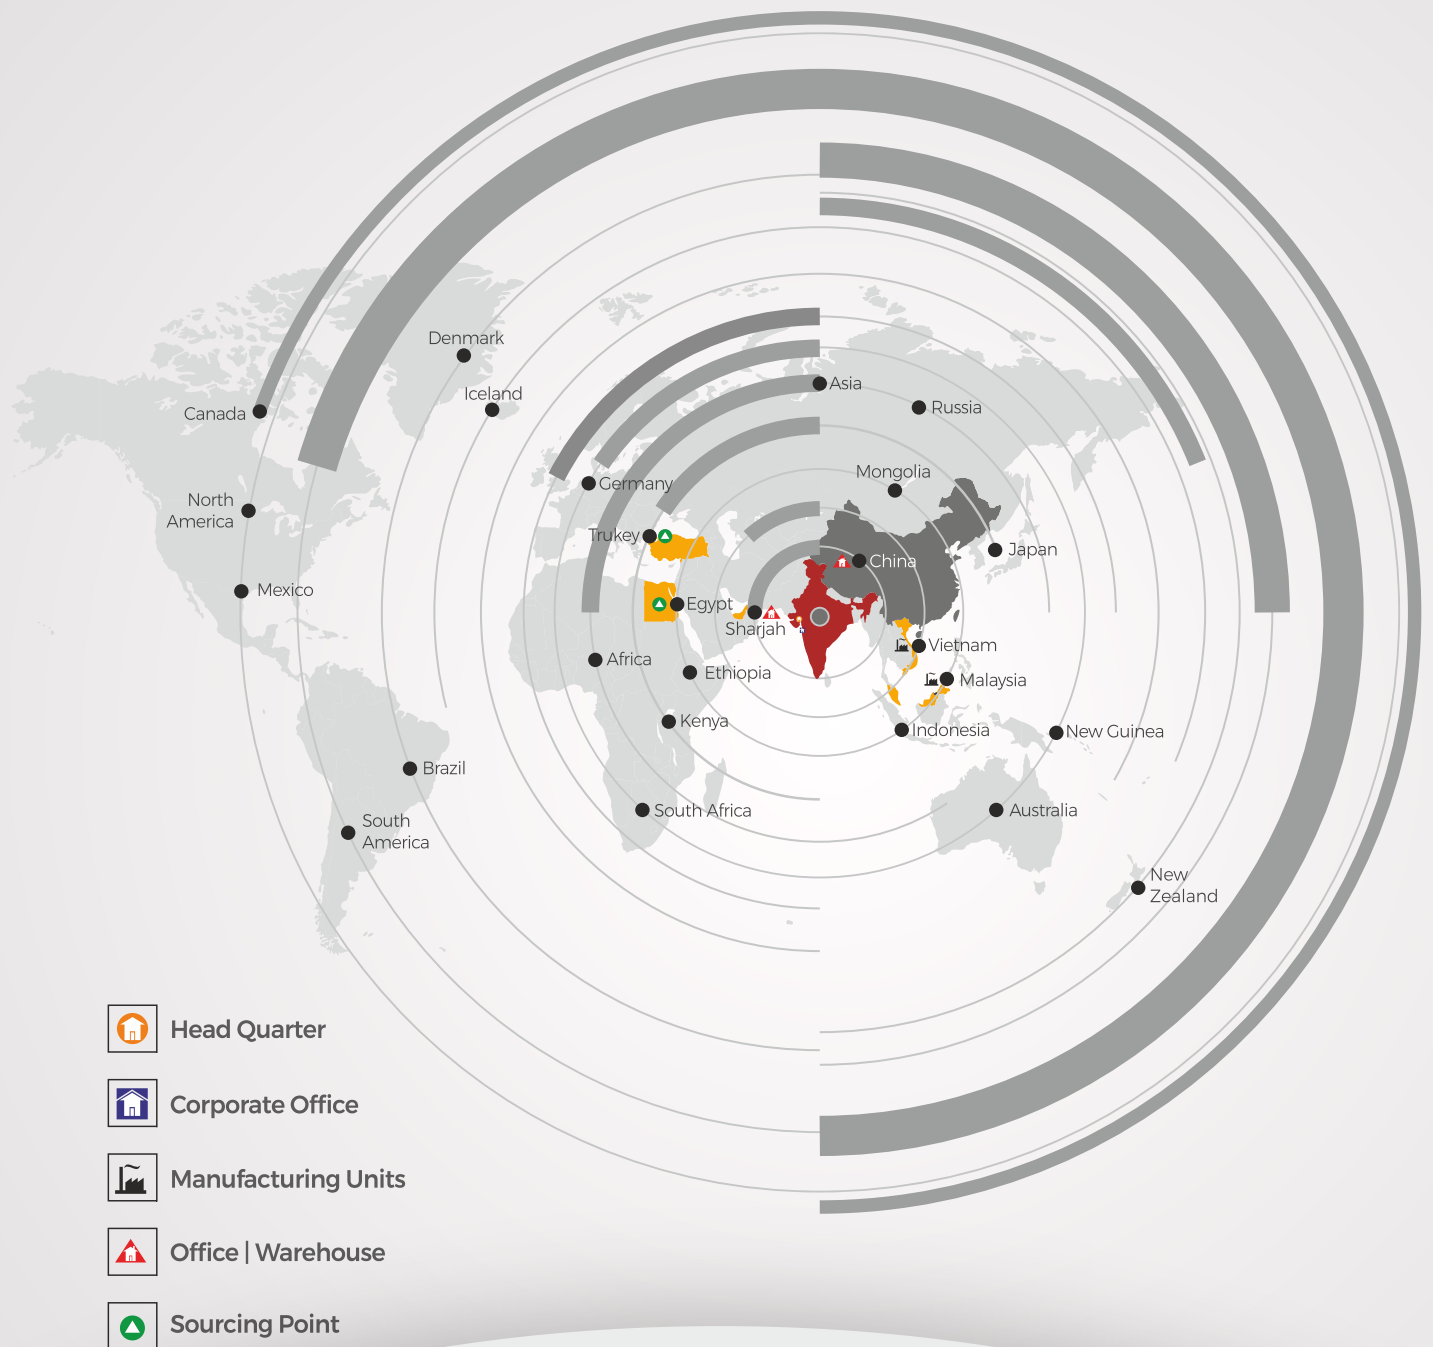 Denmark
Iceland
Asia
Canada
Russia
Mongolia
Germany
North
America
Trukey
Japan
China
Mexico
Egypt
Sharjah
Vietnam
Africa
Ethiopia
Malaysia
Kenya
Indonesia
New Guinea
Brazil
South Africa
Australia
South
America
New
Zealand
Head Quarter
Corporate Office
Manufacturing Units
Office | Warehouse
Sourcing Point